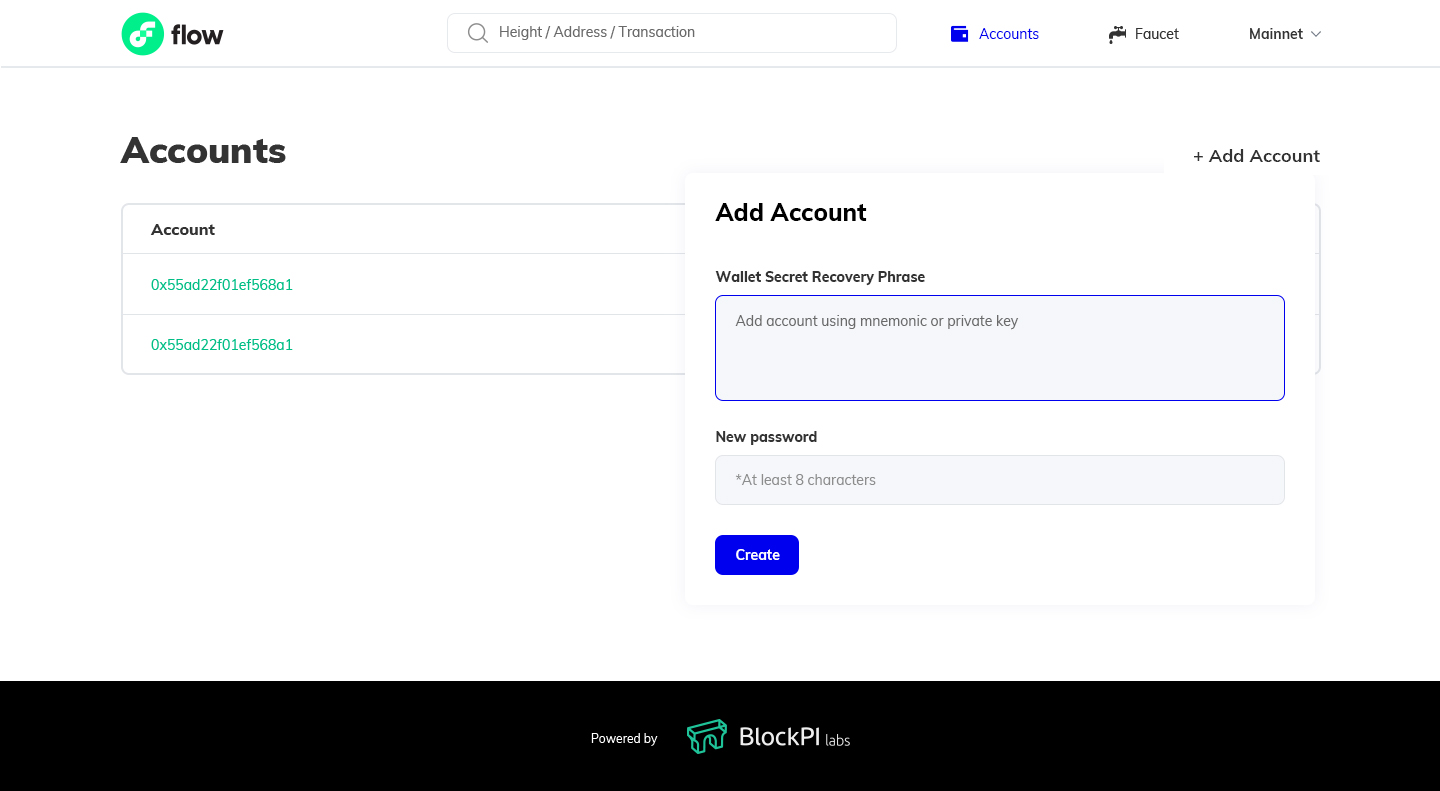 flow
Height / Address / Transaction
Accounts
Faucet
Mainnet
Accounts
+ Add Account
Account
0x55ad22f01ef568a1
0x55ad22f01ef568a1
Add Account
Wallet Secret Recovery Phrase
Add account using mnemonic or private key
New password
*At least 8 characters
Create
Powered by
BlockPI labs